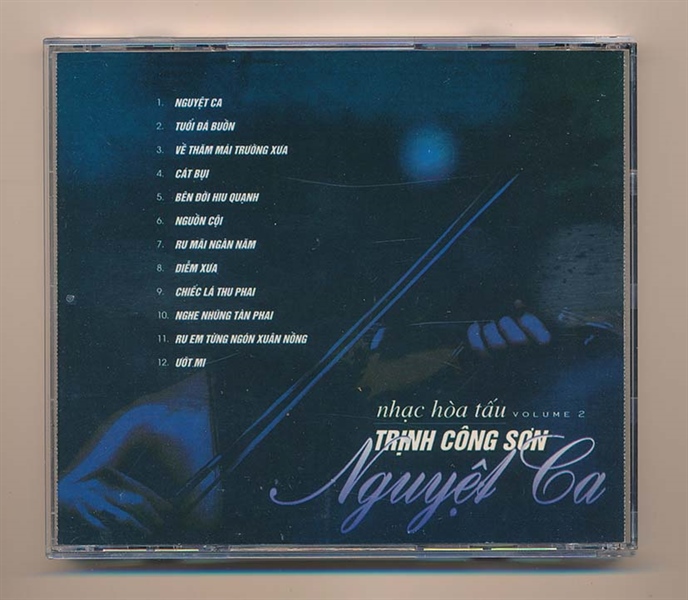 1. NGUYỆT CA
2. TUỔI ĐÁ BUỒN
3. VỀ THĂM MÁI TRƯỜNG XƯA
4. CÁT BỤI
5. BÊN ĐỜI HIU QUẠNH
6. NGUỒN CỘI
7. RU MÃI NGÀN NĂM
8. DIỄM XƯA
9. CHIẾC LÁ THU PHAI
10. NGHE NHỮNG TÀN PHAI
11. RU EM TỪNG NGÓN XUÂN NỒNG
12. ƯỚT MI
nhạc hòa tấu VOLUME 2
TRỊNH CÔNG SƠN
Nguyệt Ca